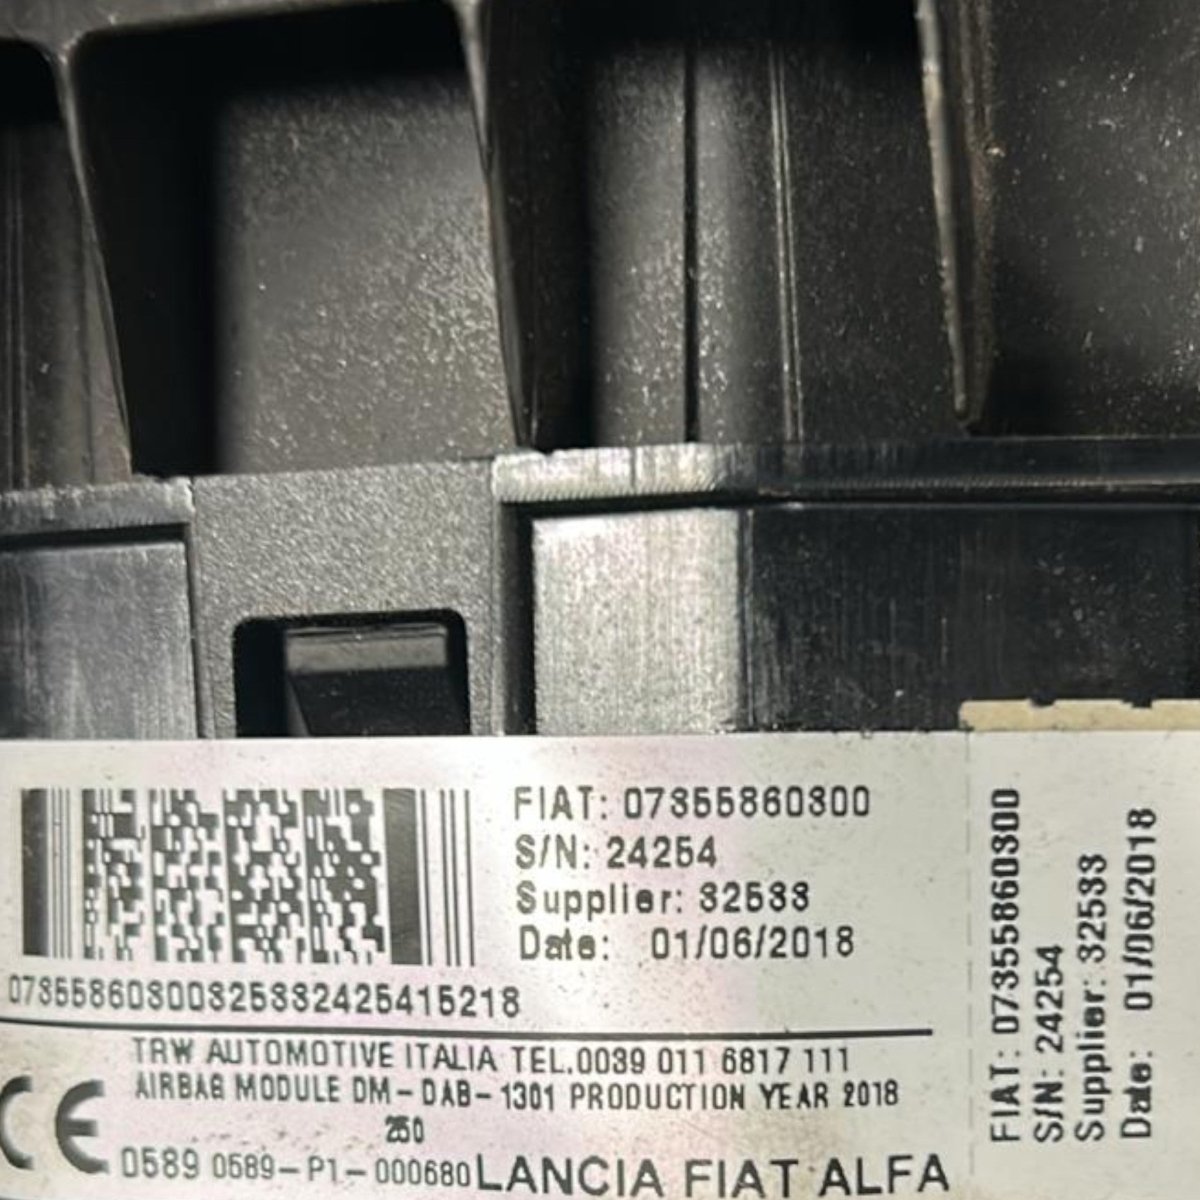 FIAT: 07355860300
S/N: 24254
Supplier: 32533
Date: 01/06/2018
07355860300325332425415218
TRW AUTOMOTIVE ITALIA TEL.0039 011 6817 111
AIRBAG MODULE DM-DAB-1301 PRODUCTION YEAR 2018
250
CE 0589 0589-P1-000680 LANCIA FIAT ALFA
FIAT: 07355860300
S/N: 24254
Supplier: 32533
Date: 01/06/2018